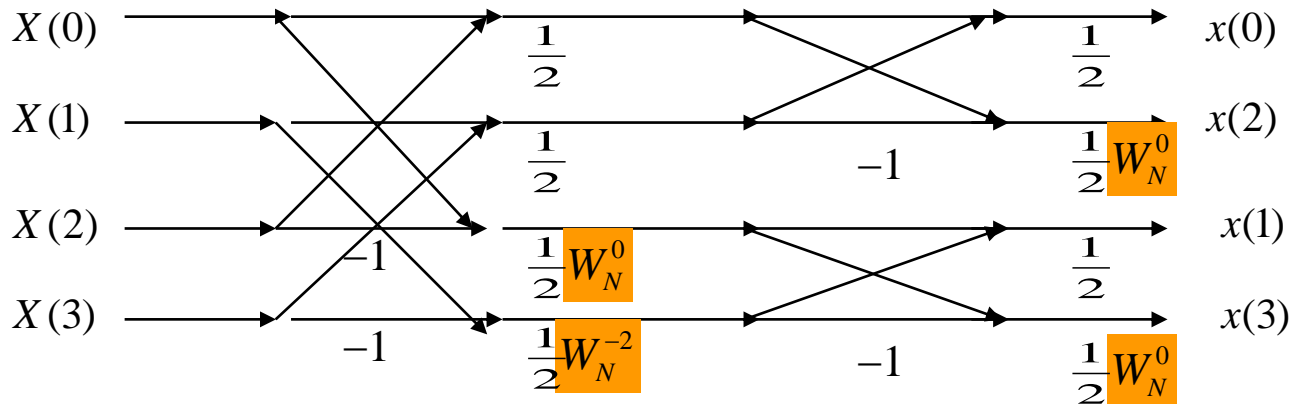 X(0) 1/2 1/2 x(0)
X(1) 1/2 −1 1/2 W_N^0 x(2)
X(2) −1 1/2 W_N^0 1/2 x(1)
X(3) −1 1/2 W_N^{-2} −1 1/2 W_N^0 x(3)